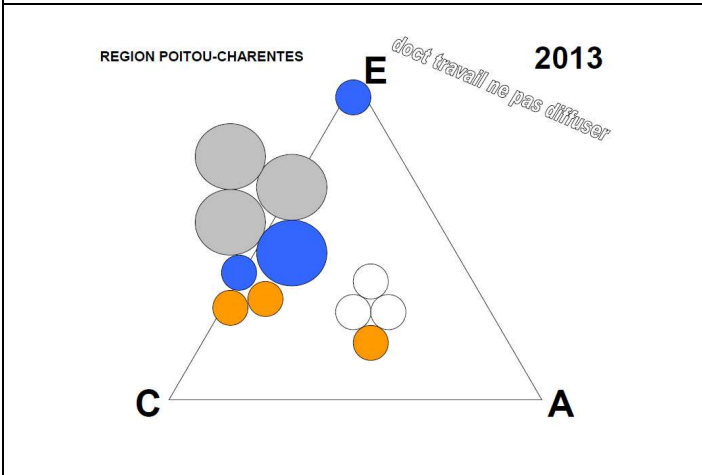 REGION POITOU-CHARENTES
2013
doct travail ne pas diffuser
E
C
A